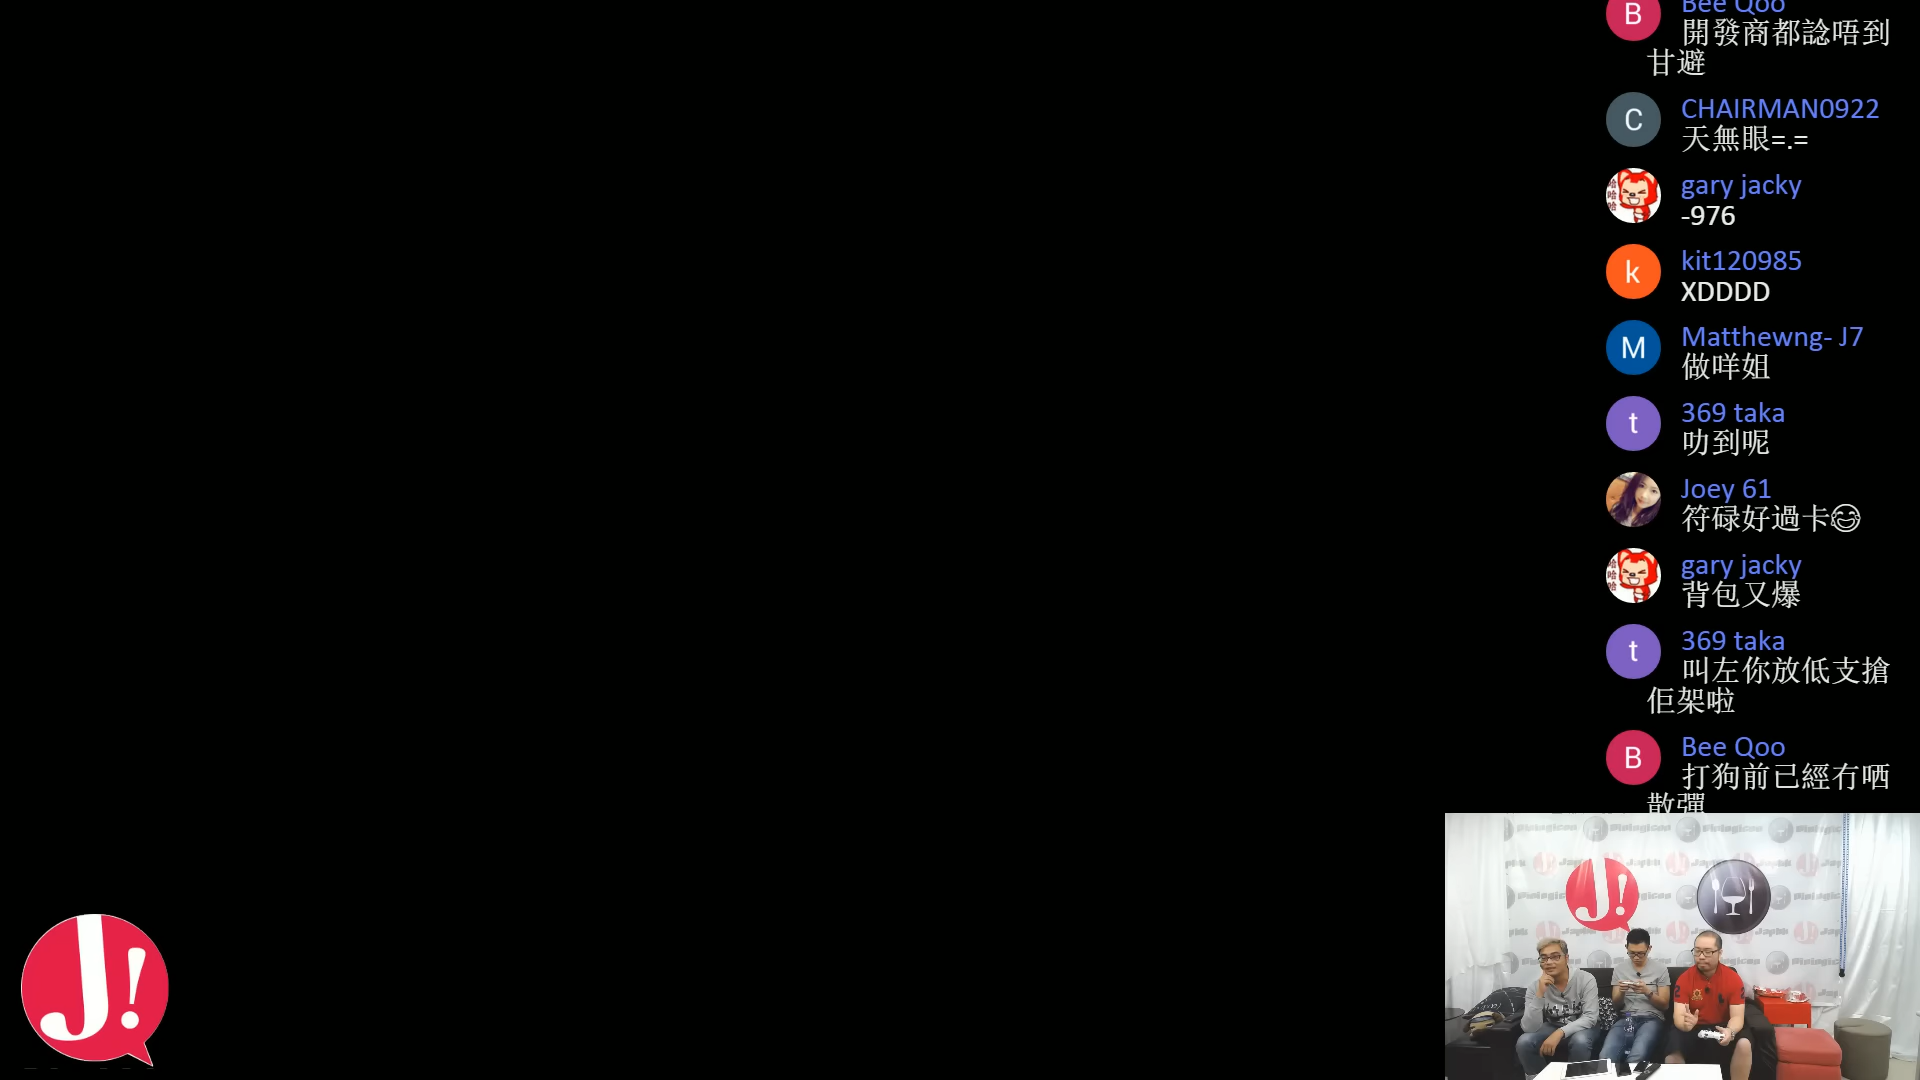 Bee Qoo
開發商都諗唔到
甘避
C
CHAIRMAN0922
天無眼=.=
gary jacky
-976
k
kit120985
XDDDD
M
Matthewng- J7
做咩姐
t
369 taka
叻到呢
Joey 61
符碌好過卡😂
gary jacky
背包又爆
t
369 taka
叫左你放低支搶
佢架啦
B
Bee Qoo
打狗前已經冇哂
散彈
J!
J!